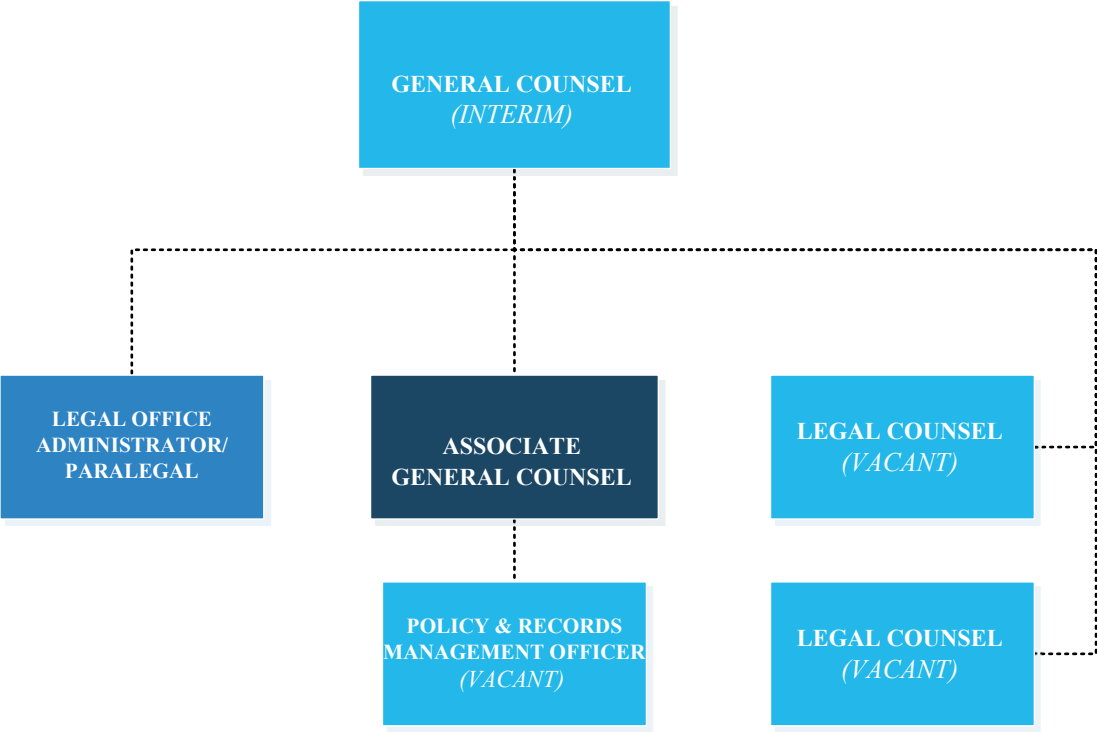 GENERAL COUNSEL
(INTERIM)
LEGAL OFFICE
ADMINISTRATOR/
PARALEGAL
ASSOCIATE
GENERAL COUNSEL
LEGAL COUNSEL
(VACANT)
POLICY & RECORDS
MANAGEMENT OFFICER
(VACANT)
LEGAL COUNSEL
(VACANT)